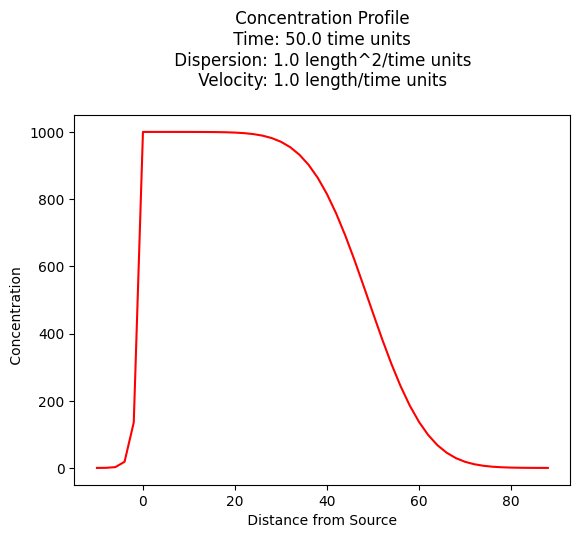 Concentration Profile
Time: 50.0 time units
Dispersion: 1.0 length^2/time units
Velocity: 1.0 length/time units
1000
800
600
400
200
0
Concentration
0 20 40 60 80
Distance from Source